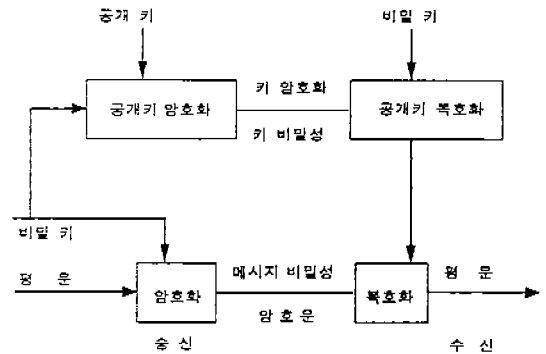 공개 키
비밀 키
공개키 암호화
키 암호화
키 비밀성
공개키 복호화
비밀 키
평 문
암호화
메시지 비밀성
암 호 문
복호화
평 문
송 신
수 신